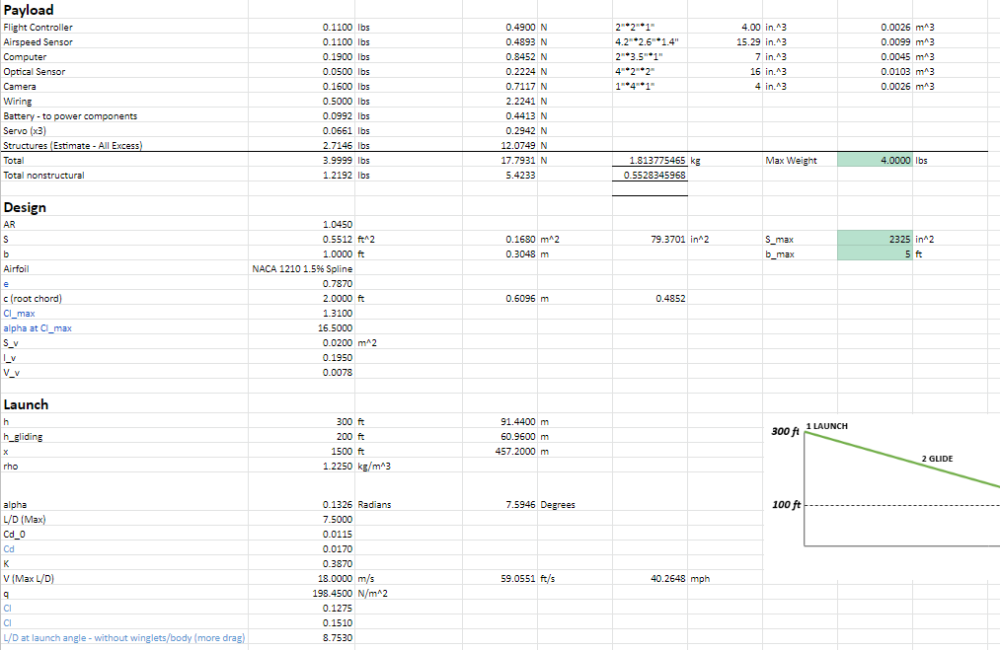 Payload
Flight Controller 0.1100 lbs 0.4900 N 2"*2"*1" 4.00 in.^3 0.0026 m^3
Airspeed Sensor 0.1100 lbs 0.4893 N 4.2"*2.6"*1.4" 15.29 in.^3 0.0099 m^3
Computer 0.1900 lbs 0.8452 N 2"*3.5"*1" 7 in.^3 0.0045 m^3
Optical Sensor 0.0500 lbs 0.2224 N 4"*2"*2" 16 in.^3 0.0103 m^3
Camera 0.1600 lbs 0.7117 N 1"*4"*1" 4 in.^3 0.0026 m^3
Wiring 0.5000 lbs 2.2241 N
Battery - to power components 0.0992 lbs 0.4413 N
Servo (x3) 0.0661 lbs 0.2942 N
Structures (Estimate - All Excess) 2.7146 lbs 12.0749 N
Total 3.9999 lbs 17.7931 N 1.813775465 kg Max Weight 4.0000 lbs
Total nonstructural 1.2192 lbs 5.4233 0.5528345968
Design
AR 1.0450
S 0.5512 ft^2 0.1680 m^2 79.3701 in^2 S_max 2325 in^2
b 1.0000 ft 0.3048 m b_max 5 ft
Airfoil NACA 1210 1.5% Spline
e 0.7870
c (root chord) 2.0000 ft 0.6096 m 0.4852
Cl_max 1.3100
alpha at Cl_max 16.5000
S_v 0.0200 m^2
l_v 0.1950
V_v 0.0078
Launch
h 300 ft 91.4400 m
h_gliding 200 ft 60.9600 m
x 1500 ft 457.2000 m
rho 1.2250 kg/m^3
alpha 0.1326 Radians 7.5946 Degrees
L/D (Max) 7.5000
Cd_0 0.0115
Cd 0.0170
K 0.3870
V (Max L/D) 18.0000 m/s 59.0551 ft/s 40.2648 mph
q 198.4500 N/m^2
Cl 0.1275
Cl 0.1510
L/D at launch angle - without winglets/body (more drag) 8.7530
300 ft 1 LAUNCH
2 GLIDE
100 ft